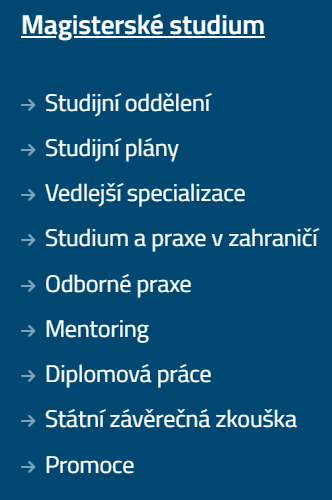 Magisterské studium
→ Studijní oddělení
→ Studijní plány
→ Vedlejší specializace
→ Studium a praxe v zahraničí
→ Odborné praxe
→ Mentoring
→ Diplomová práce
→ Státní závěrečná zkouška
→ Promoce